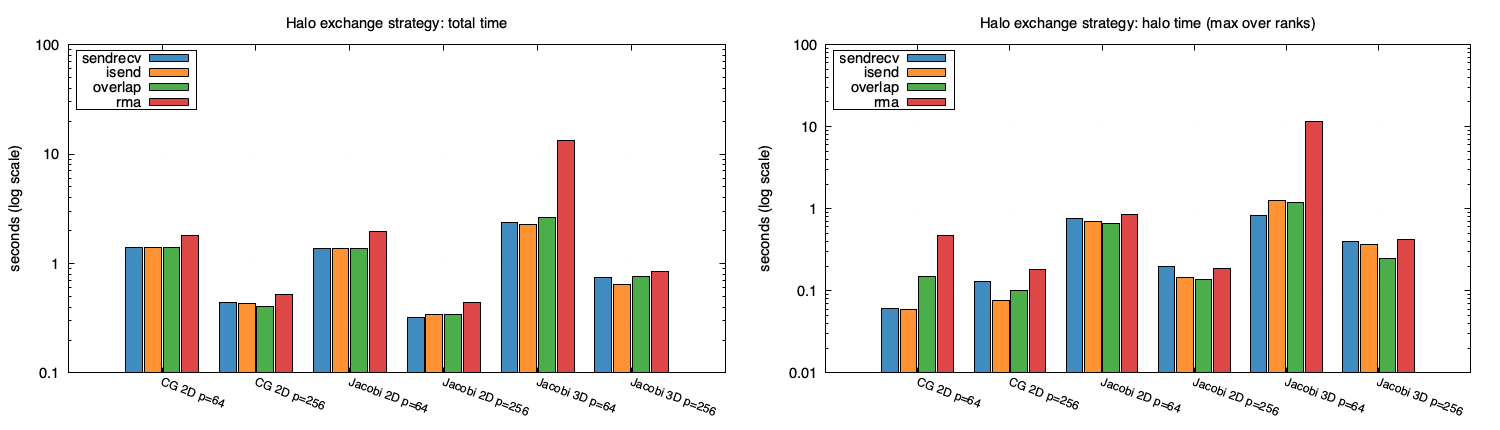 Halo exchange strategy: total time
seconds (log scale)
100
10
1
0.1
sendrecv
isend
overlap
rma
CG 2D p=64
CG 2D p=256
Jacobi 2D p=64
Jacobi 2D p=256
Jacobi 3D p=64
Jacobi 3D p=256
Halo exchange strategy: halo time (max over ranks)
seconds (log scale)
100
10
1
0.1
0.01
sendrecv
isend
overlap
rma
CG 2D p=64
CG 2D p=256
Jacobi 2D p=64
Jacobi 2D p=256
Jacobi 3D p=64
Jacobi 3D p=256